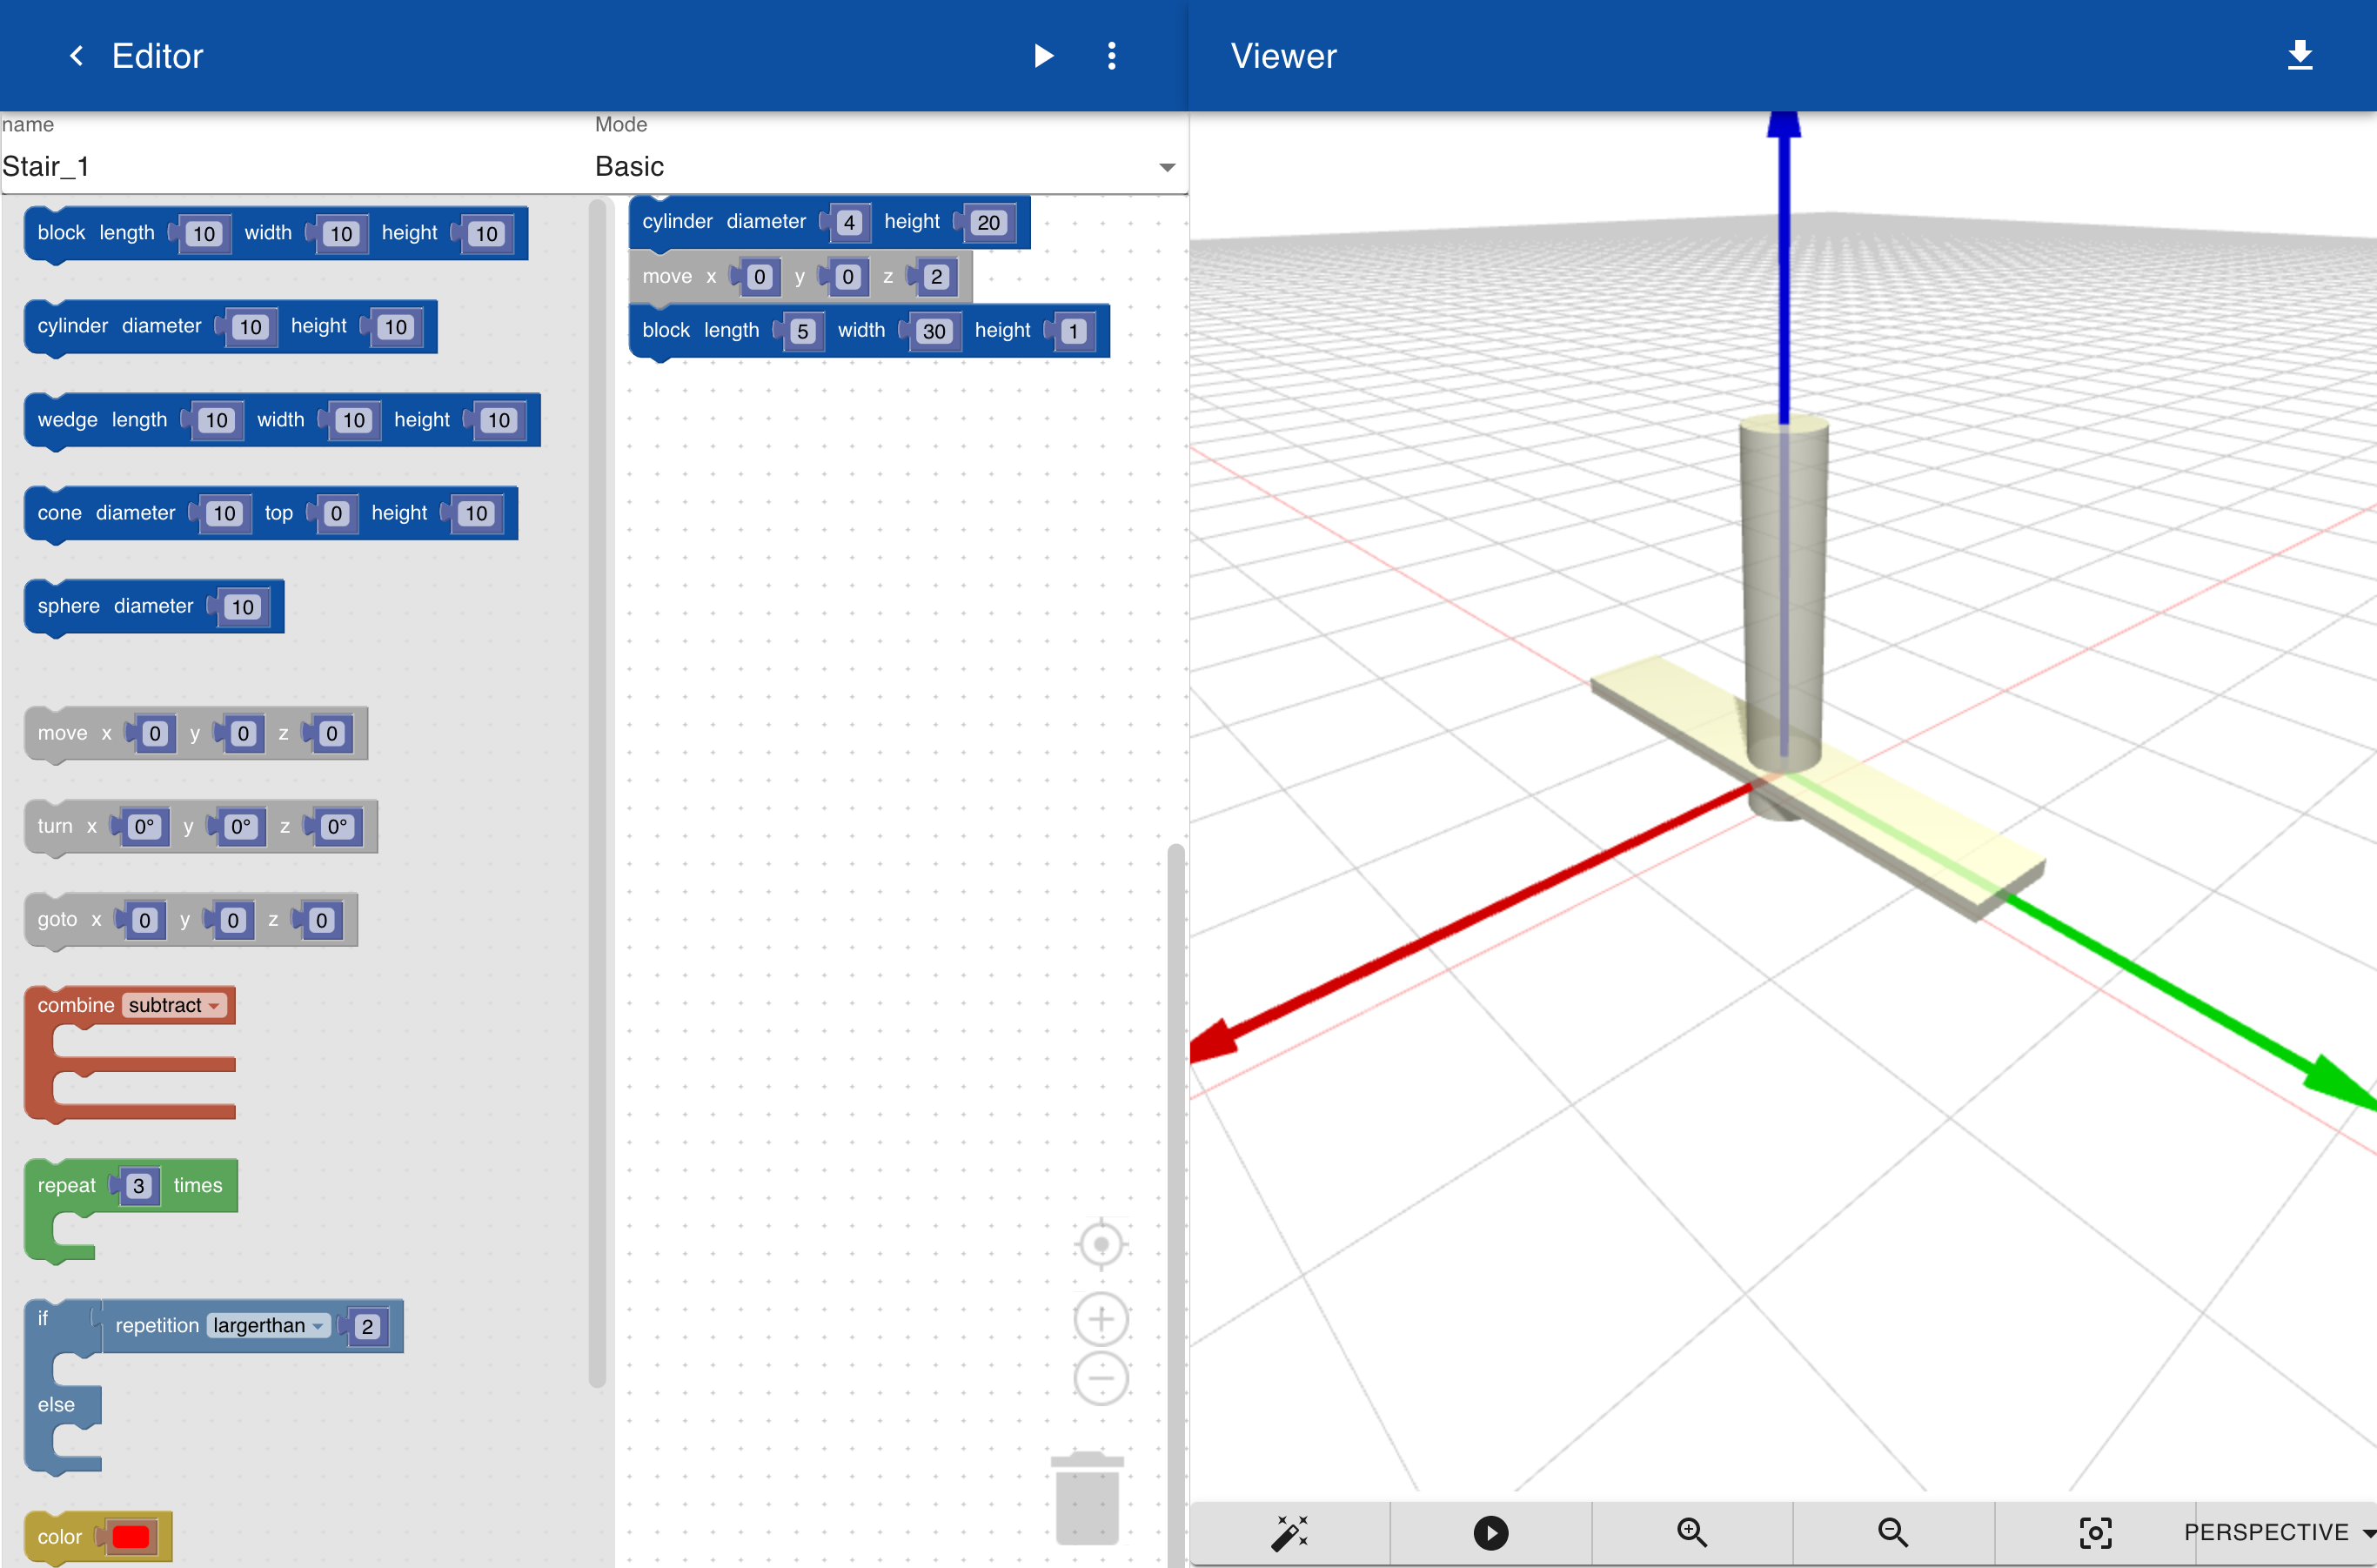 Editor
Viewer
name
Mode
Stair_1
Basic
block length 10 width 10 height 10
cylinder diameter 10 height 10
wedge length 10 width 10 height 10
cone diameter 10 top 0 height 10
sphere diameter 10
move x 0 y 0 z 0
turn x 0° y 0° z 0°
goto x 0 y 0 z 0
combine subtract
repeat 3 times
if repetition largerthan 2
else
color
cylinder diameter 4 height 20
move x 0 y 0 z 2
block length 5 width 30 height 1
PERSPECTIVE